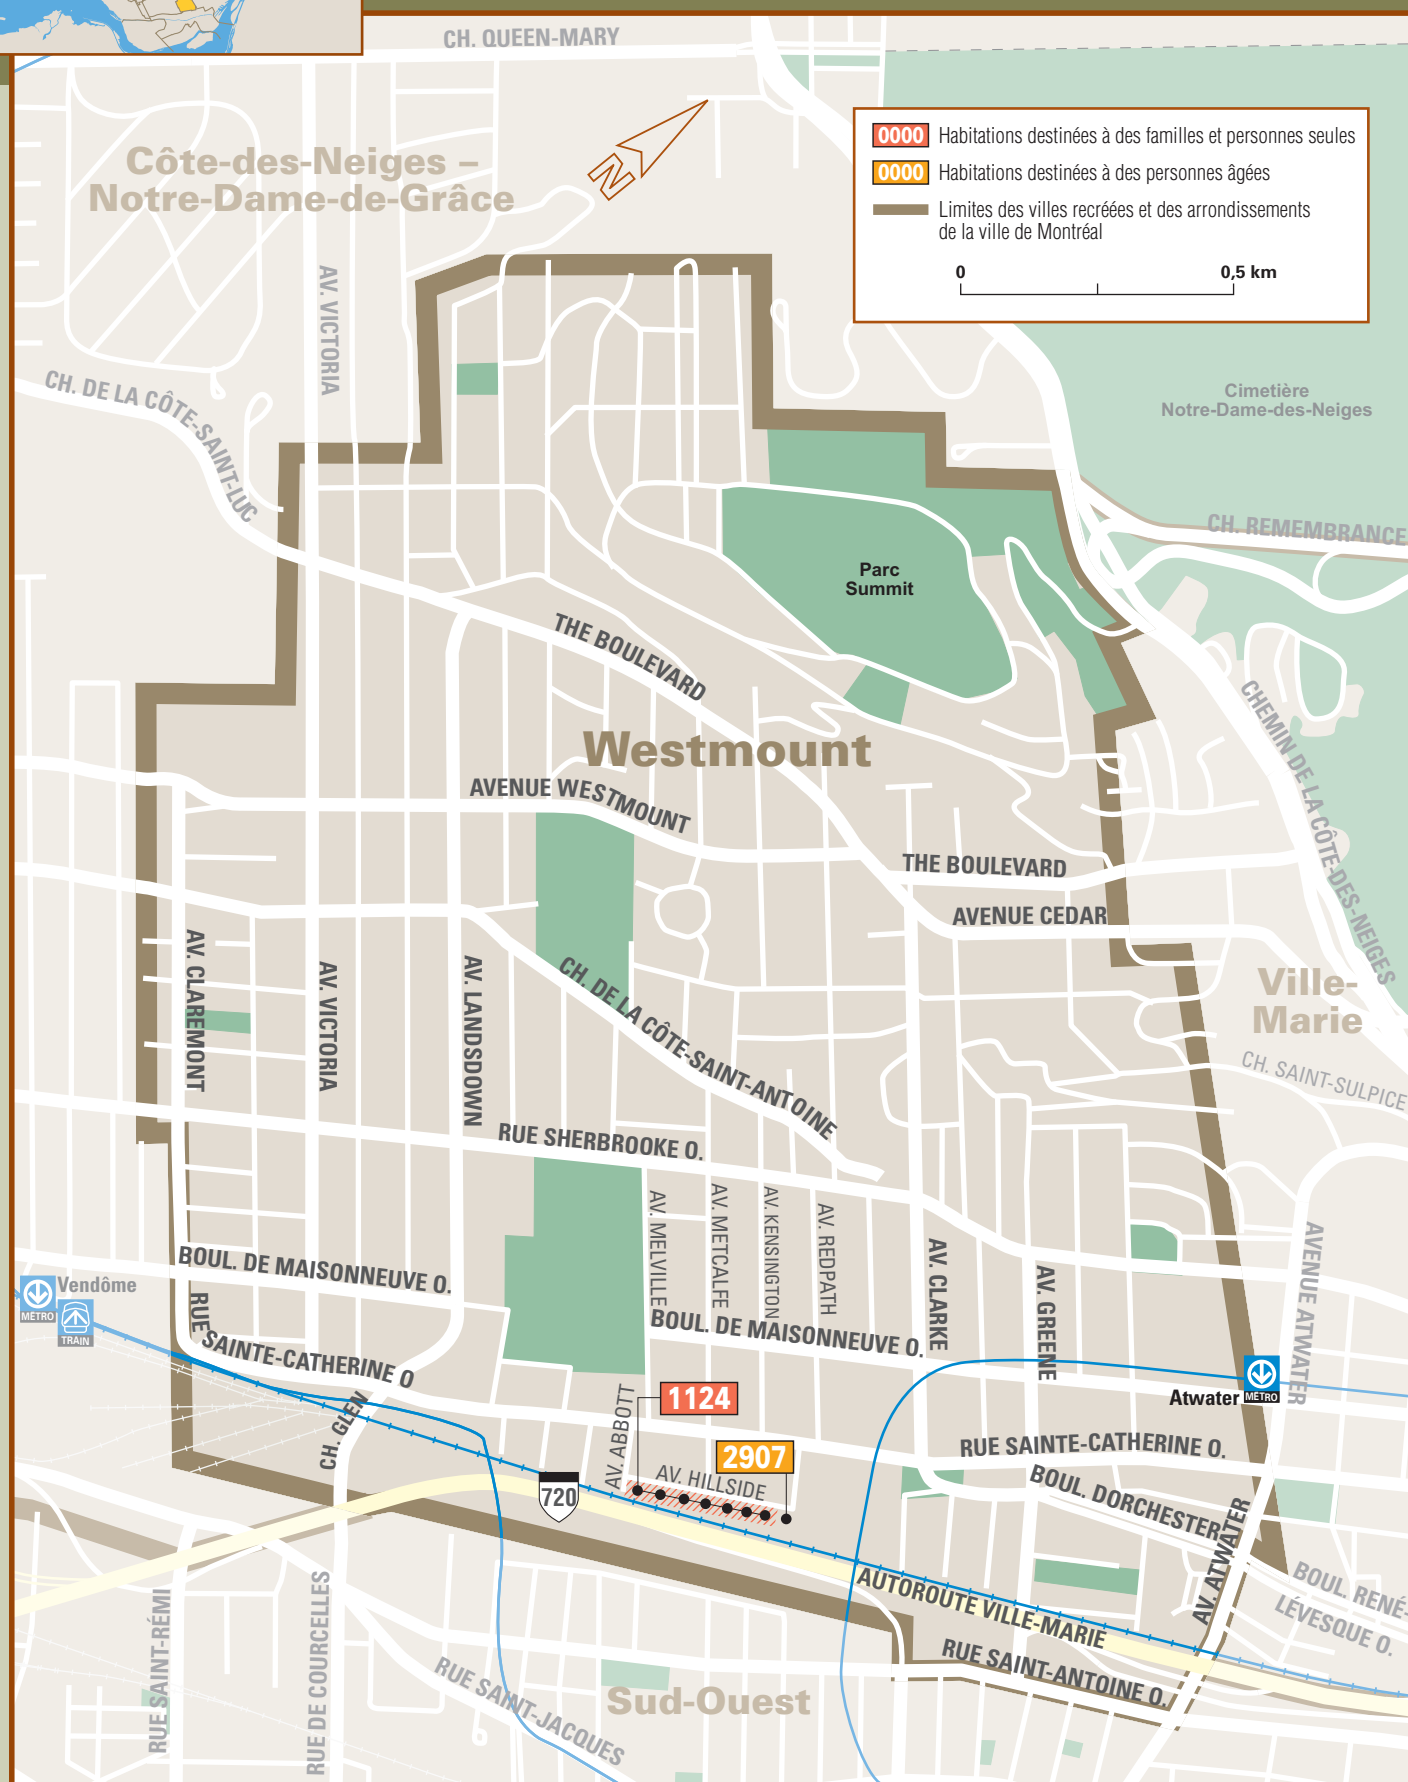 CH. QUEEN-MARY
0000 Habitations destinées à des familles et personnes seules
0000 Habitations destinées à des personnes âgées
Limites des villes recréées et des arrondissements
de la ville de Montréal
0 0,5 km
N
Côte-des-Neiges –
Notre-Dame-de-Grâce
AV. VICTORIA
CH. DE LA CÔTE-SAINT-LUC
Cimetière
Notre-Dame-des-Neiges
CH. REMEMBRANCE
Parc
Summit
THE BOULEVARD
Westmount
CHEMIN DE LA CÔTE-DES-NEIGES
AVENUE WESTMOUNT
THE BOULEVARD
AVENUE CEDAR
AV. CLAREMONT
AV. VICTORIA
AV. LANDSDOWN
CH. DE LA CÔTE-SAINT-ANTOINE
Ville-
Marie
CH. SAINT-SULPICE
RUE SHERBROOKE O.
AV. MELVILLE
AV. METCALFE
AV. KENSINGTON
AV. REDPATH
AV. CLARKE
AV. GREENE
AVENUE ATWATER
BOUL. DE MAISONNEUVE O.
Vendôme
MÉTRO
TRAIN
RUE SAINTE-CATHERINE O
BOUL. DE MAISONNEUVE O.
Atwater
MÉTRO
CH. GLEN
AV. ABBOTT
1124
2907
AV. HILLSIDE
720
RUE SAINTE-CATHERINE O.
BOUL. DORCHESTER
AV. ATWATER
BOUL. RENÉ-
LÉVESQUE O.
AUTOROUTE VILLE-MARIE
RUE SAINT-ANTOINE O.
RUE SAINT-RÉMI
RUE DE COURCELLES
RUE SAINT-JACQUES
Sud-Ouest